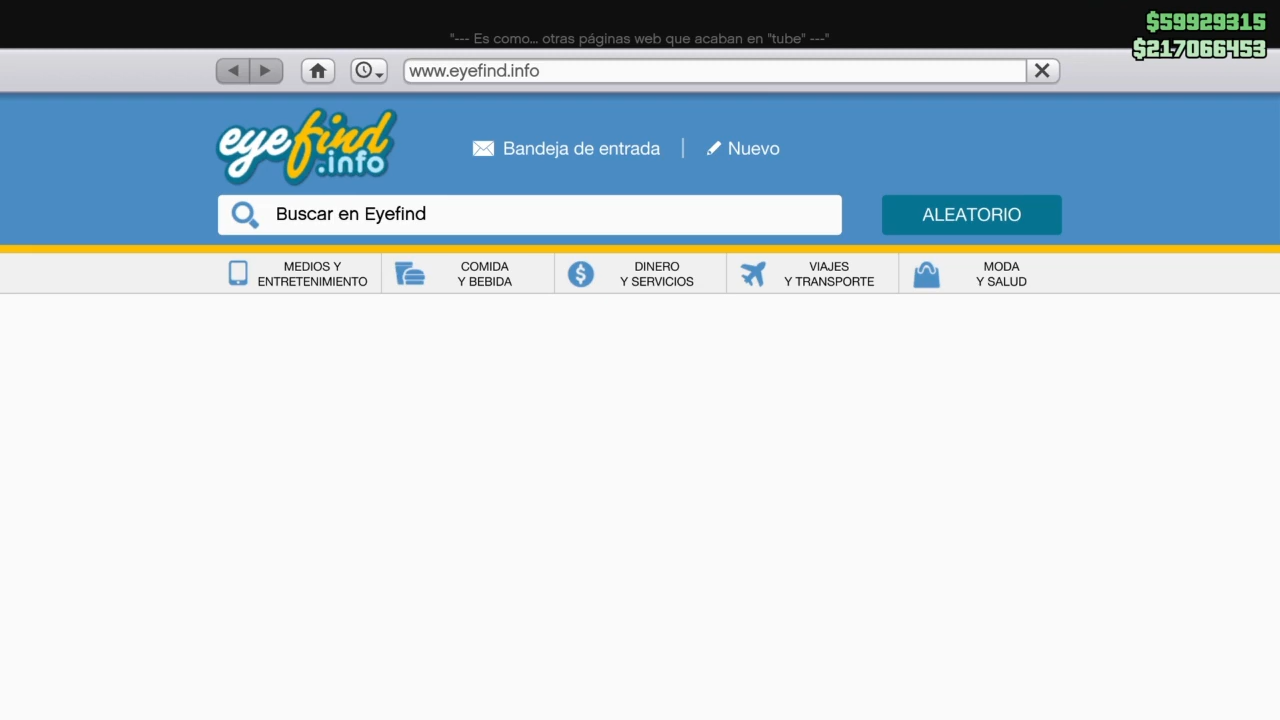 $59929315
"--- Es como... otras páginas web que acaban en "tube" ---"
$217066453
www.eyefind.info
eyefind
.info
Bandeja de entrada
Nuevo
Buscar en Eyefind
ALEATORIO
MEDIOS Y
ENTRETENIMIENTO
COMIDA
Y BEBIDA
DINERO
Y SERVICIOS
VIAJES
Y TRANSPORTE
MODA
Y SALUD